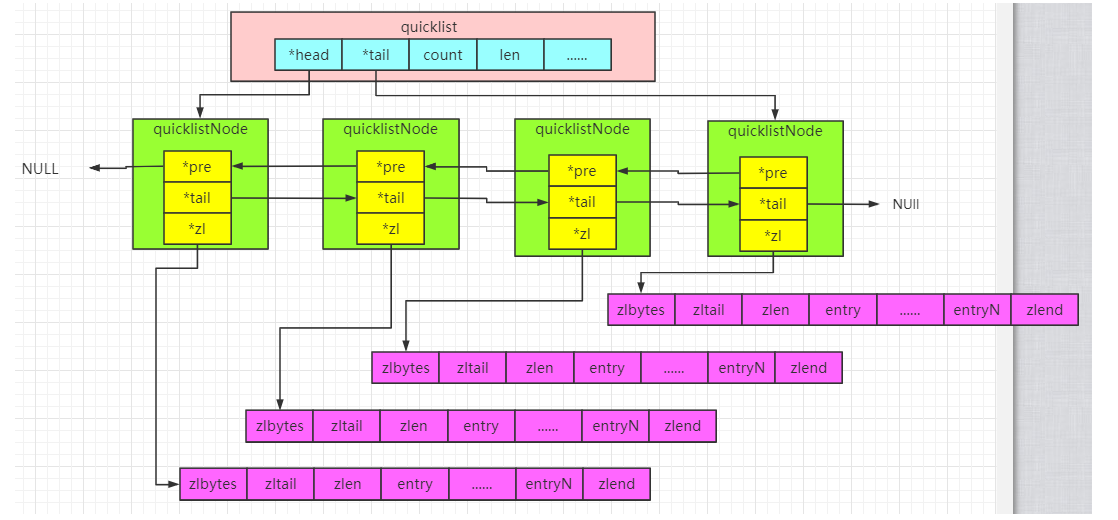 quicklist
*head *tail count len ......
quicklistNode quicklistNode quicklistNode quicklistNode
NULL *pre *pre *pre *pre
*tail *tail *tail *tail NUll
*zl *zl *zl *zl
zlbytes zltail zlen entry ...... entryN zlend
zlbytes zltail zlen entry ...... entryN zlend
zlbytes zltail zlen entry ...... entryN zlend
zlbytes zltail zlen entry ...... entryN zlend